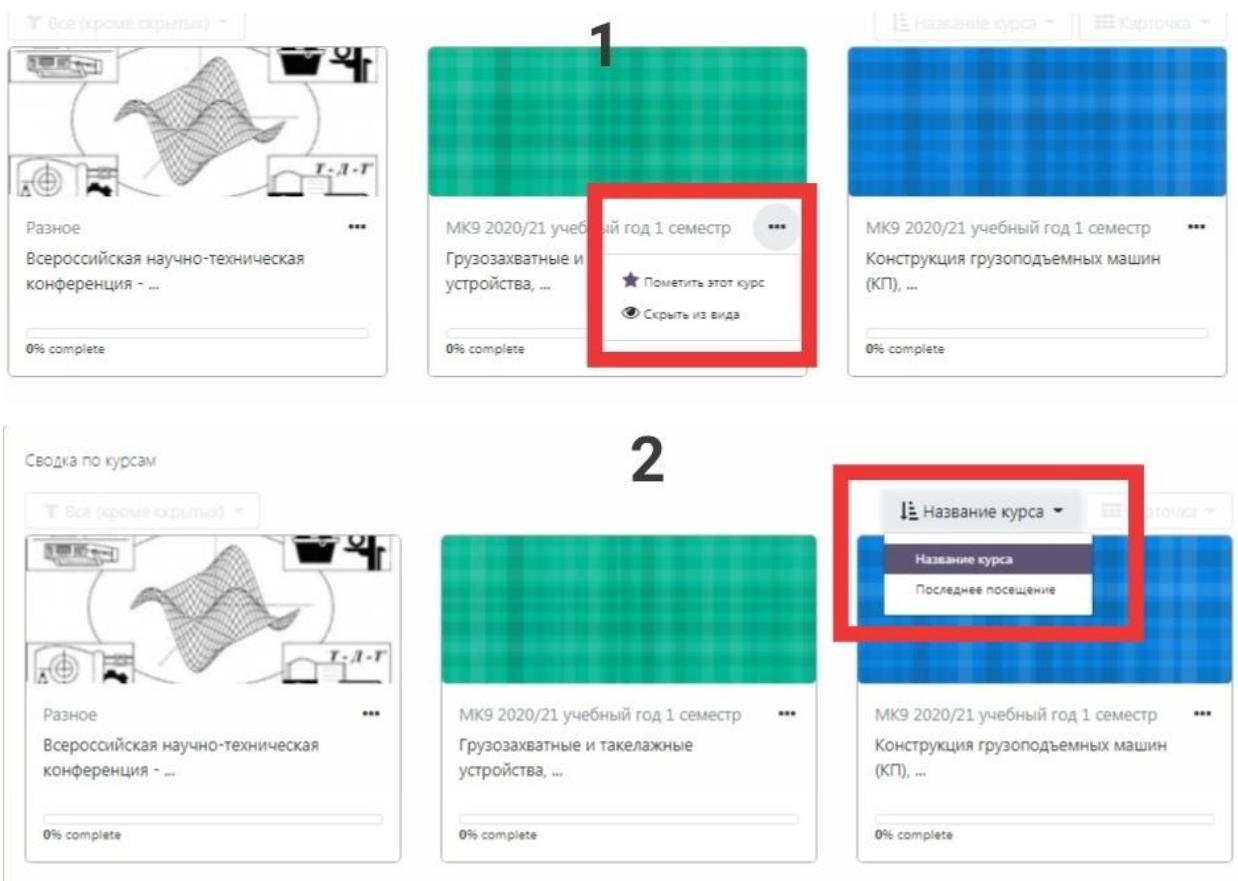 Все (кроме скрытых)
Название курса
Карточка
1
Т-Д-Т
Разное
Всероссийская научно-техническая
конференция - ...
0% complete
МК9 2020/21 учебный год 1 семестр
Грузозахватные и
устройства, ...
0% complete
Пометить этот курс
Скрыть из вида
МК9 2020/21 учебный год 1 семестр
Конструкция грузоподъемных машин
(КП), ...
0% complete
2
Сводка по курсам
Все (кроме скрытых)
Название курса
Карточка
Название курса
Последнее посещение
Т-Д-Т
Разное
Всероссийская научно-техническая
конференция - ...
0% complete
МК9 2020/21 учебный год 1 семестр
Грузозахватные и такелажные
устройства, ...
0% complete
МК9 2020/21 учебный год 1 семестр
Конструкция грузоподъемных машин
(КП), ...
0% complete